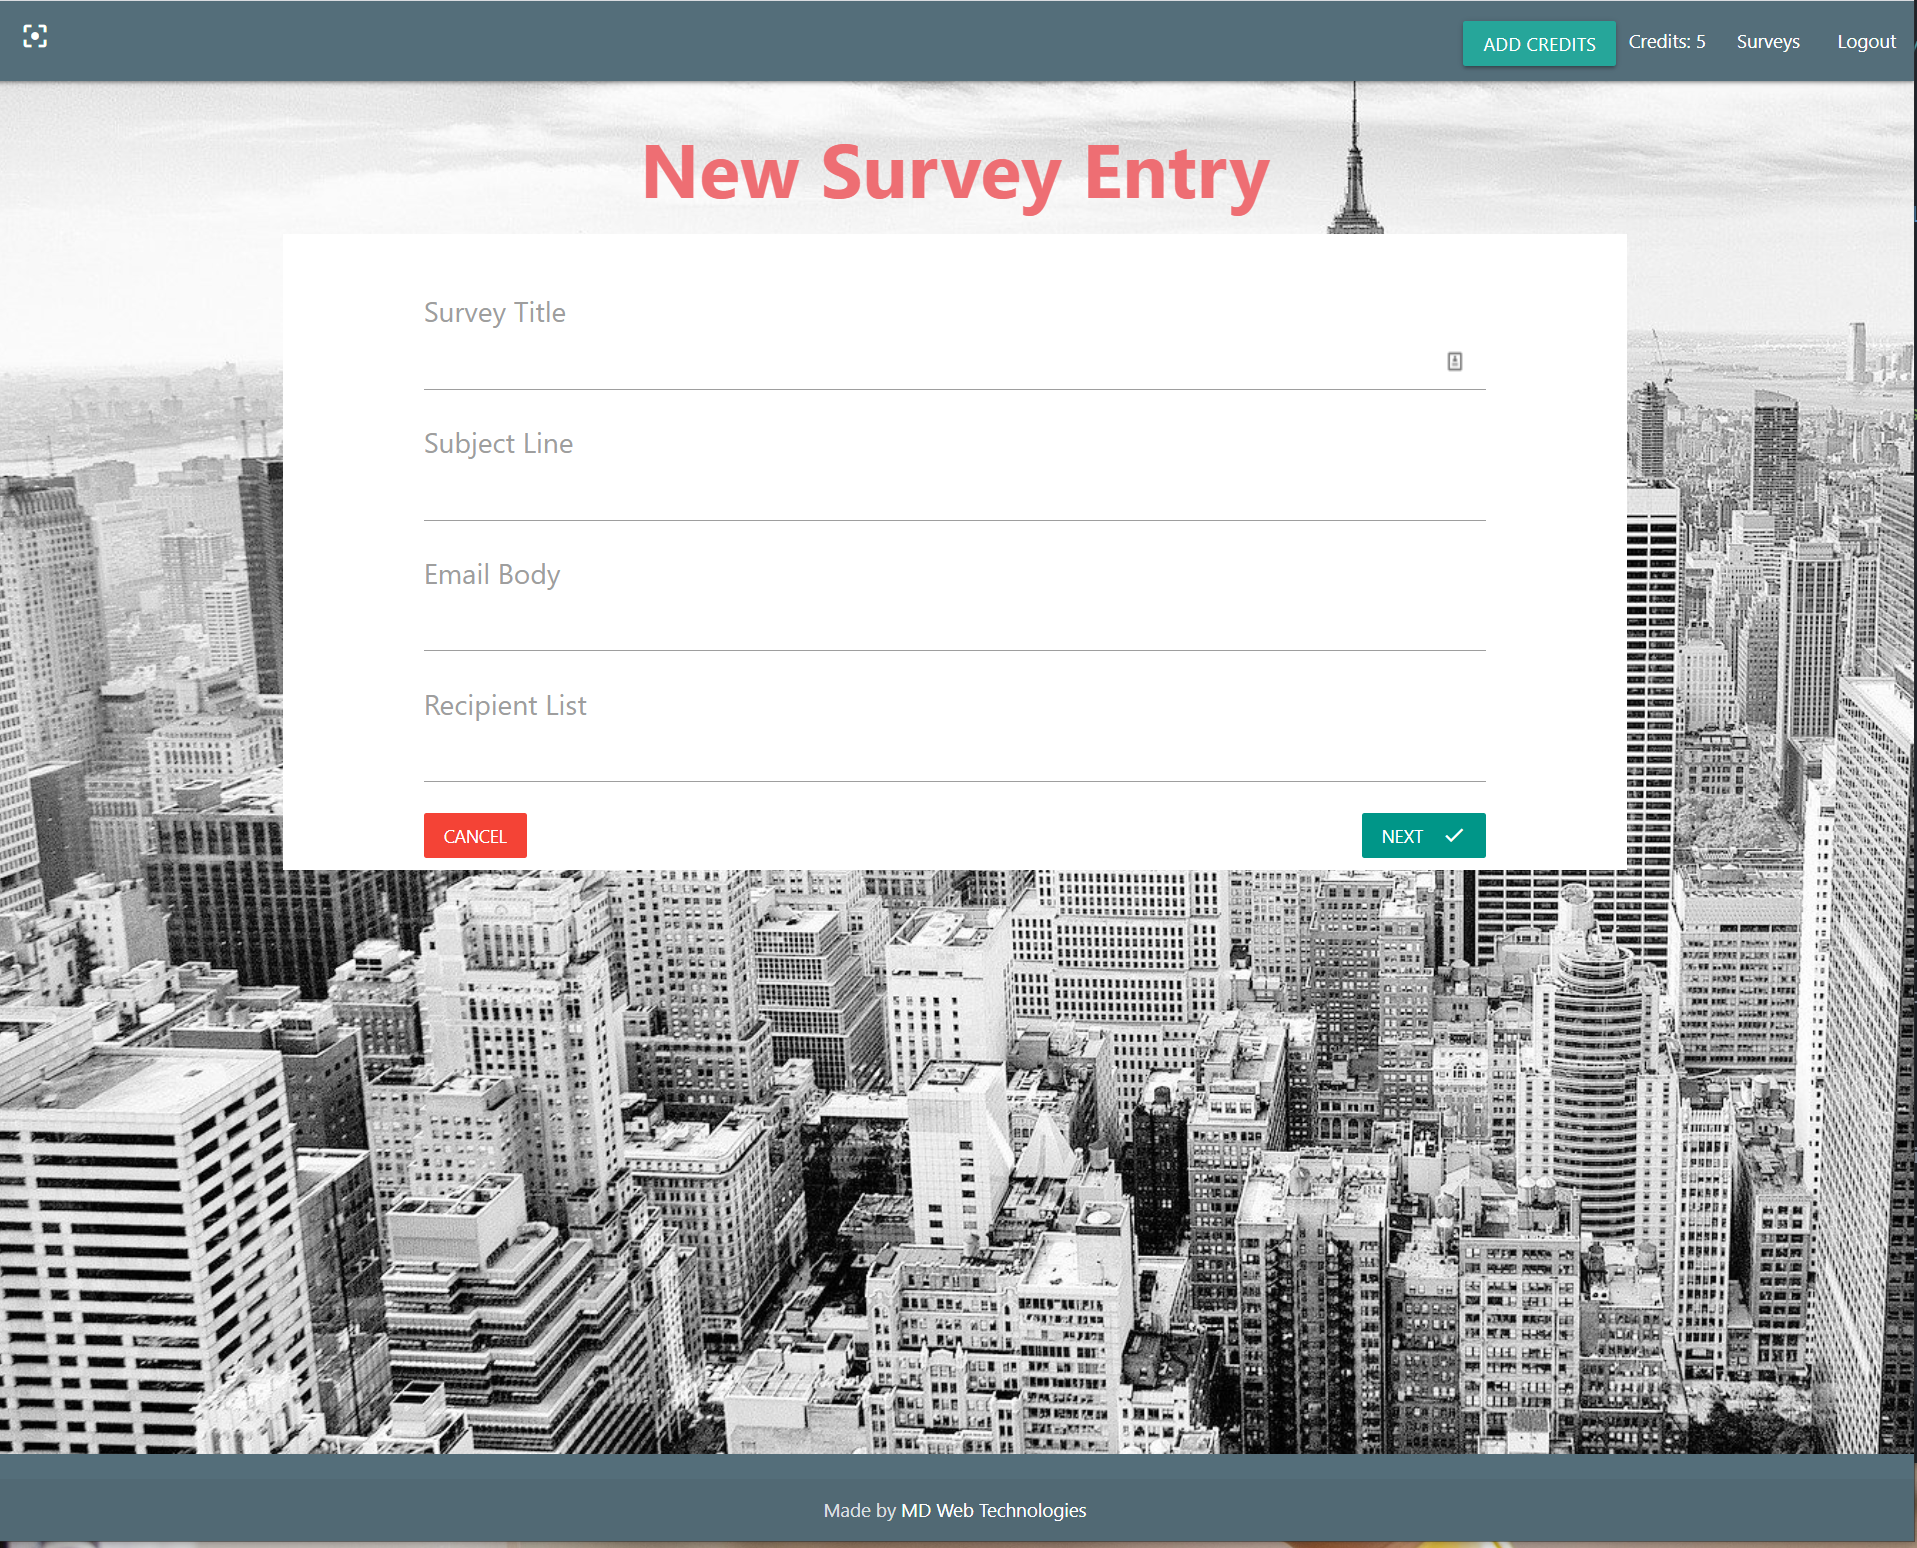 ADD CREDITS Credits: 5 Surveys Logout
New Survey Entry
Survey Title
Subject Line
Email Body
Recipient List
CANCEL NEXT
Made by MD Web Technologies